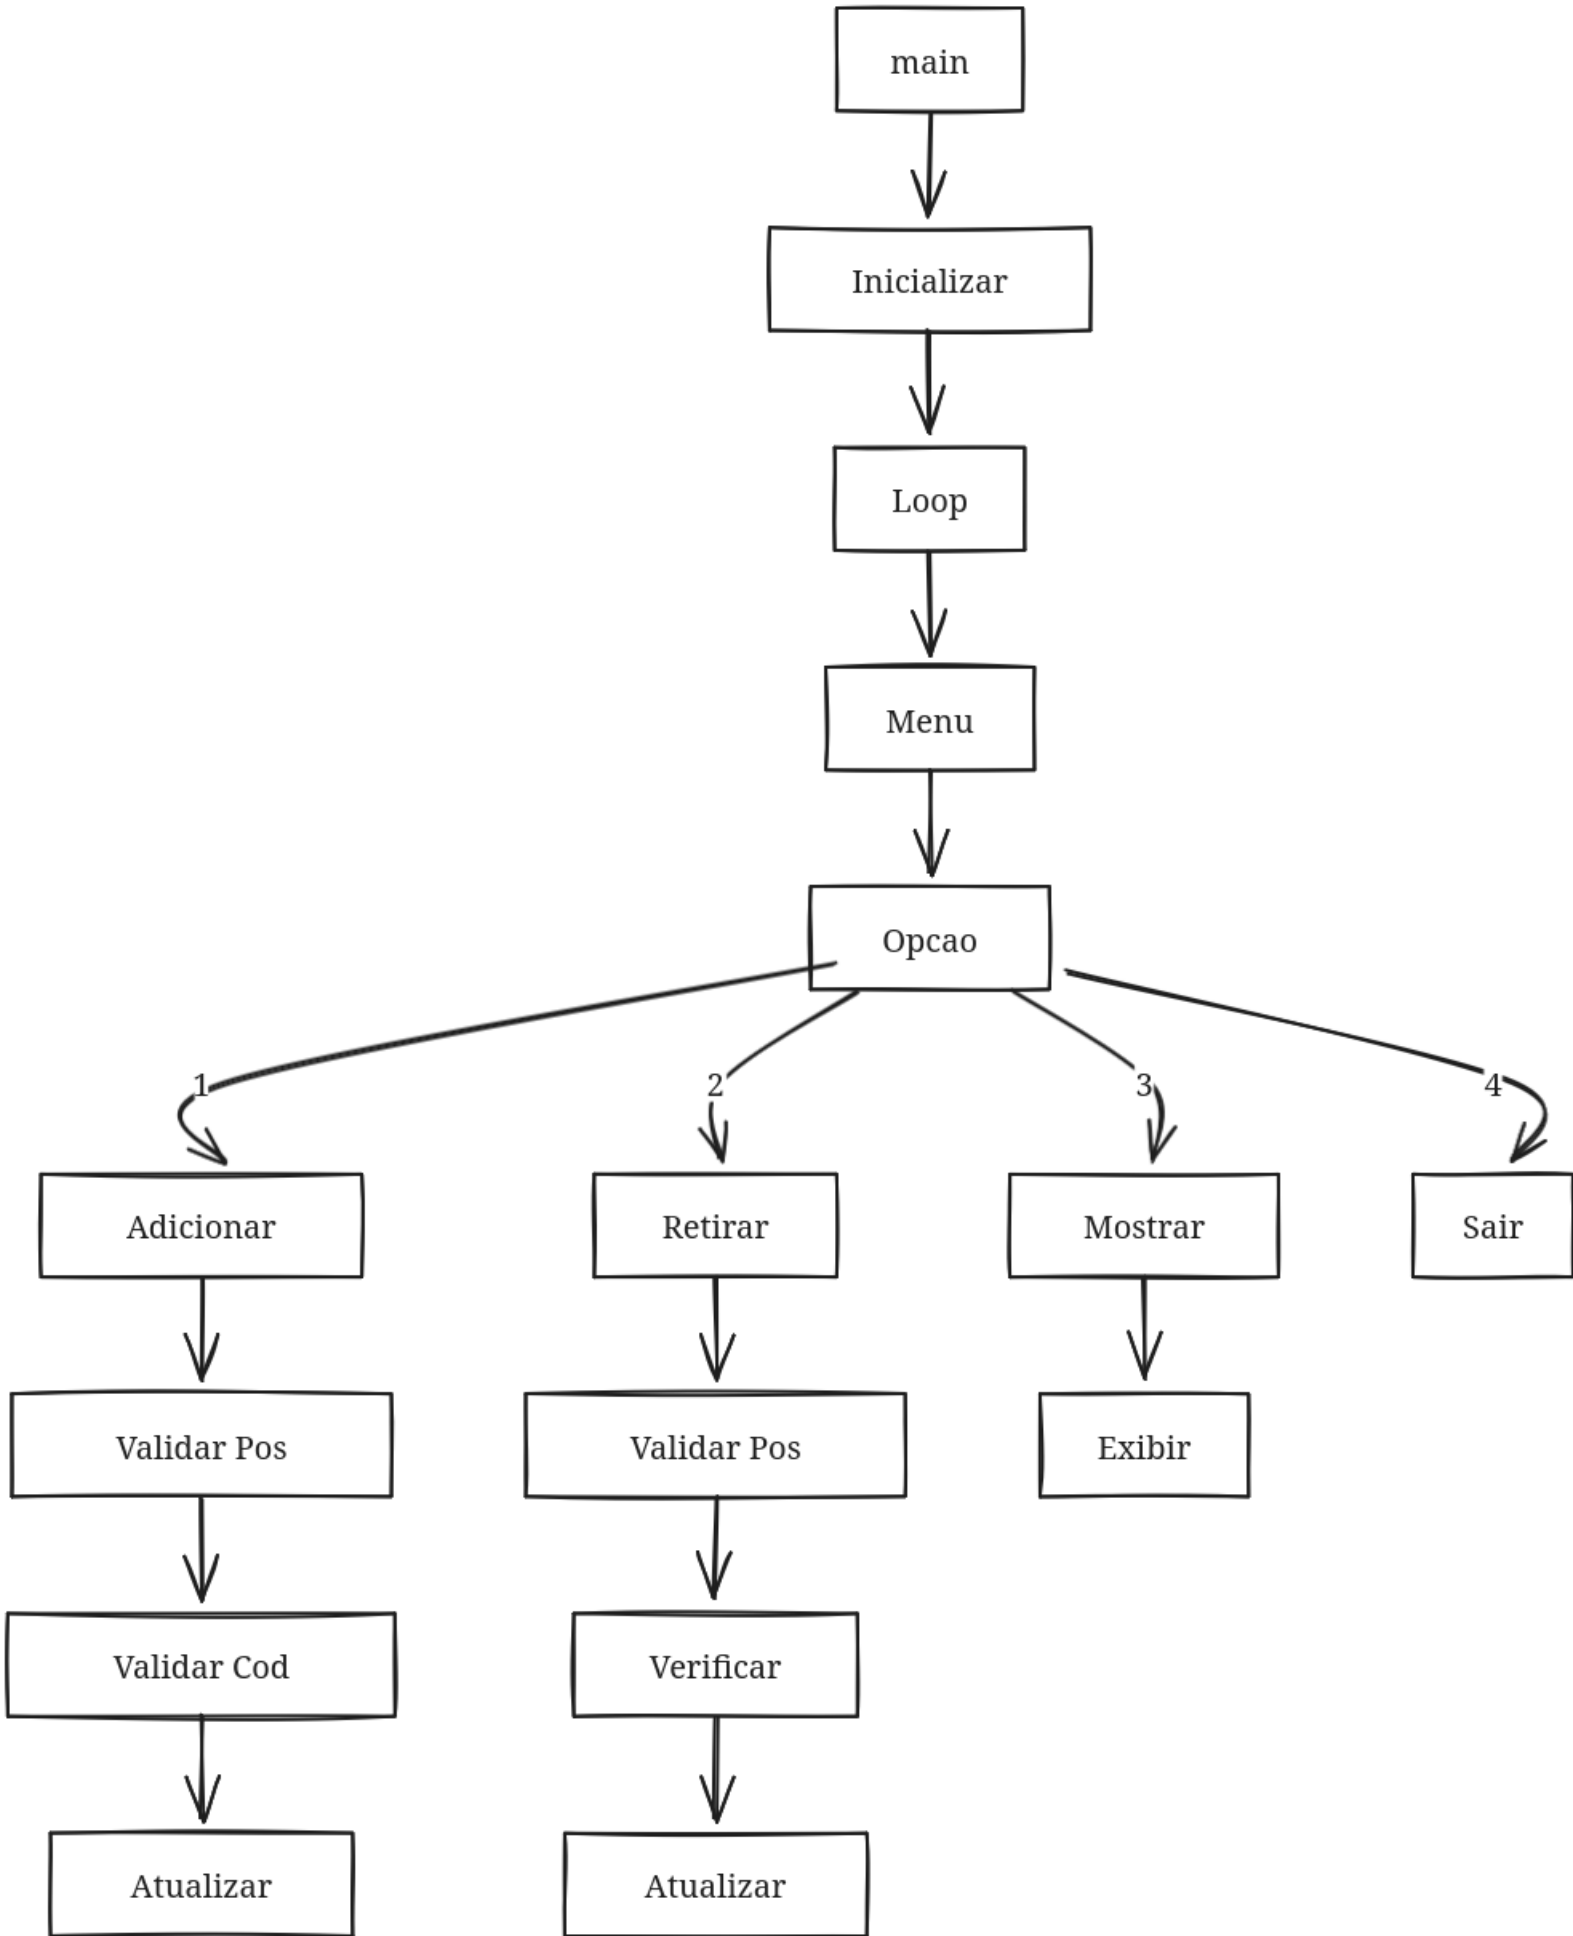 main
Inicializar
Loop
Menu
Opcao
1
2
3
4
Adicionar
Retirar
Mostrar
Sair
Validar Pos
Validar Pos
Exibir
Validar Cod
Verificar
Atualizar
Atualizar